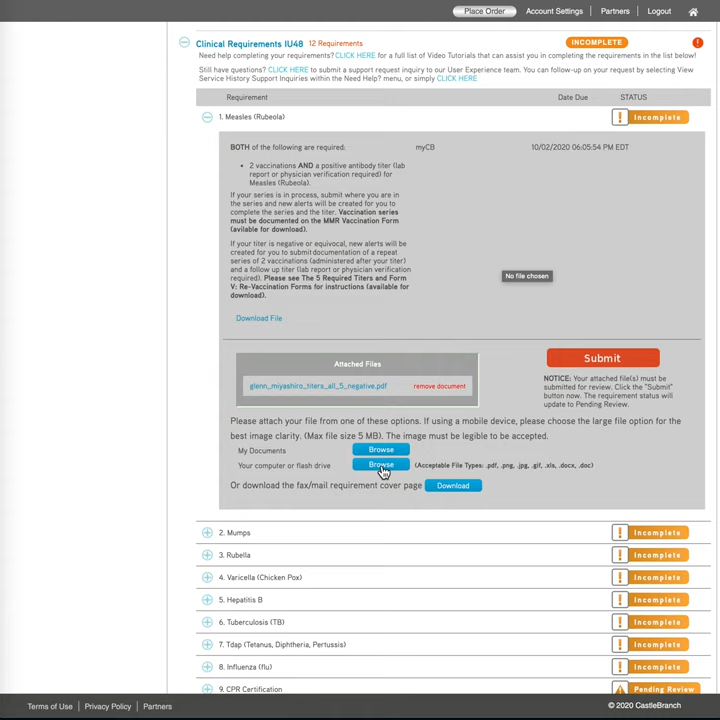 Place Order Account Settings Partners Logout
Clinical Requirements IU48 12 Requirements INCOMPLETE !
Need help completing your requirements? CLICK HERE for a full list of Video Tutorials that can assist you in completing the requirements in the list below!
Still have questions? CLICK HERE to submit a support request inquiry to our User Experience team. You can follow-up on your request by selecting View
Service History Support Inquiries within the Need Help? menu, or simply CLICK HERE
Requirement Date Due STATUS
1. Measles (Rubeola) ! Incomplete
BOTH of the following are required: myCB 10/02/2020 06:05:54 PM EDT
• 2 vaccinations AND a positive antibody titer (lab
report or physician verification required) for
Measles (Rubeola).
If your series is in process, submit where you are in
the series and new alerts will be created for you to
complete the series and the titer. Vaccination series
must be documented on the MMR Vaccination Form
(avilable for download).
If your titer is negative or equivocal, new alerts will be
created for you to submit documentation of a repeat
series of 2 vaccinations (administered after your titer)
and a follow up titer (lab report or physician verification
required). Please see The 5 Required Titers and Form
V: Re-Vaccination Forms for instructions (available for
download).
No file chosen
Download File
Attached Files
glenn_miyashiro_titers_all_5_negative.pdf remove document
Submit
NOTICE: Your attached file(s) must be
submitted for review. Click the "Submit"
button now. The requirement status will
update to Pending Review.
Please attach your file from one of these options. If using a mobile device, please choose the large file option for the
best image clarity. (Max file size 5 MB). The image must be legible to be accepted.
My Documents Browse
Your computer or flash drive Browse (Acceptable File Types: .pdf, .png, .jpg, .gif, .xls, .docx, .doc)
Or download the fax/mail requirement cover page Download
2. Mumps ! Incomplete
3. Rubella ! Incomplete
4. Varicella (Chicken Pox) ! Incomplete
5. Hepatitis B ! Incomplete
6. Tuberculosis (TB) ! Incomplete
7. Tdap (Tetanus, Diphtheria, Pertussis) ! Incomplete
8. Influenza (flu) ! Incomplete
9. CPR Certification Pending Review
Terms of Use Privacy Policy Partners © 2020 CastleBranch